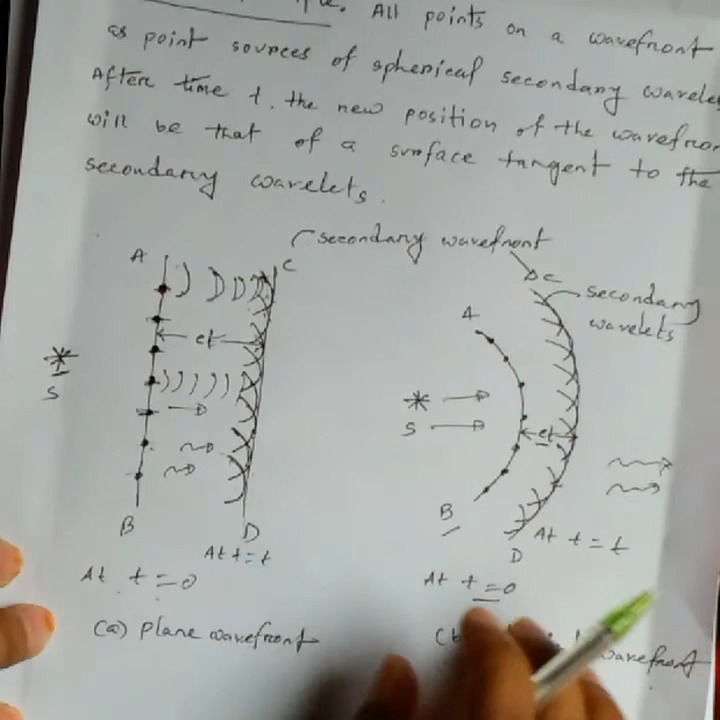 All points on a wavefront
as point sources of spherical secondary wavele
After time t, the new position of the wavefron
will be that of a surface tangent to the
secondary wavelets.
secondary wavefront
A
C
C
secondary
wavelets
A
ct
S
S
ct
B
D
B
D
At t = t
At t = t
At t = 0
At t = 0
(a) plane wavefront
(b
wavefront